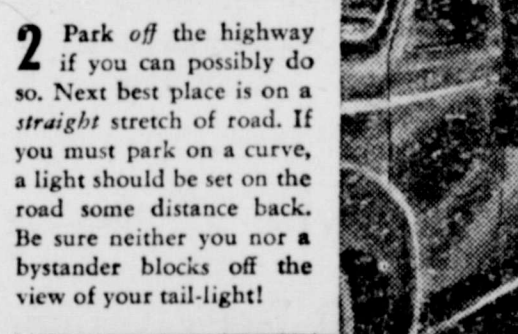 2 Park off the highway
if you can possibly do
so. Next best place is on a
straight stretch of road. If
you must park on a curve,
a light should be set on the
road some distance back.
Be sure neither you nor a
bystander blocks off the
view of your tail-light!